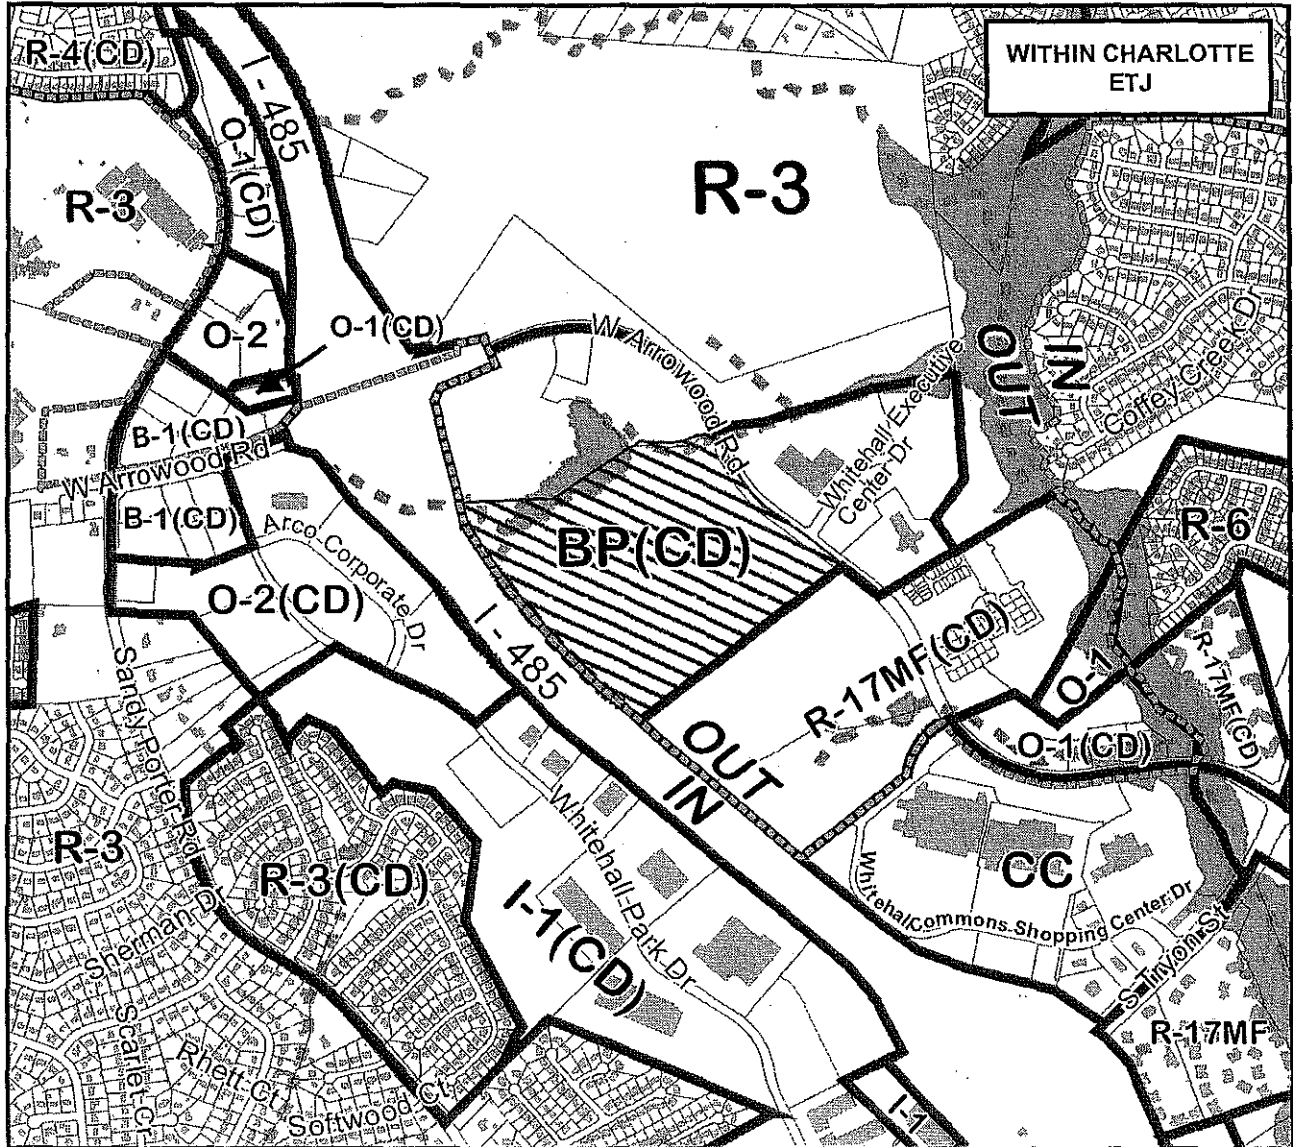 WITHIN CHARLOTTE
ETJ
R-4(CD)
I - 485
O-1(CD)
R-3
R-3
O-2
O-1(CD)
W Arrowood Rd
IN
OUT
Coffey Creek Dr
B-1(CD)
W Arrowood Rd
Whitehall Executive
Center Dr
B-1(CD)
Arco Corporate Dr
BP(CD)
R-6
O-2(CD)
I - 485
R-17MF(CD)
O-1
R-17MF(CD)
Sandy Porter Rd
OUT
IN
O-1(CD)
R-3
R-3(CD)
Whitehall Park Dr
I-1(CD)
CC
Whitehal Commons Shopping Center Dr
Sherman Dr
S Tryon St
Scarlet Cr
Rhett Ct
Softwood Ct
R-17MF
I-1